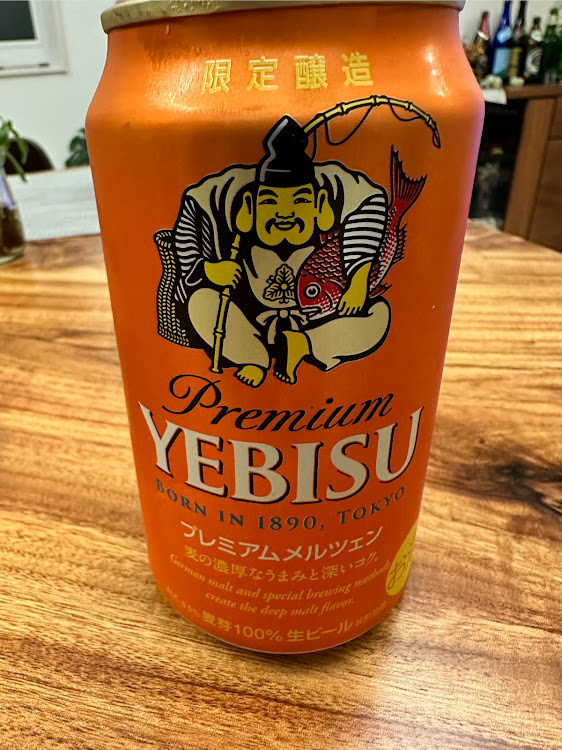 限定醸造
Premium
YEBISU
BORN IN 1890, TOKYO
プレミアムメルツェン
麦の濃厚なうまみと深いコク。
German malt and special brewing methods
create the deep malt flavor.
麦芽100% 生ビール